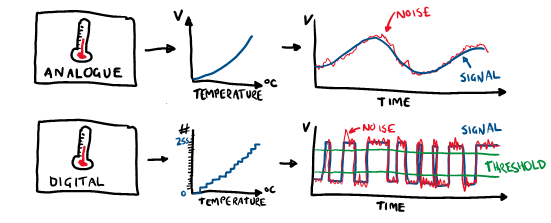 ANALOGUE
V
°C
TEMPERATURE
V
NOISE
SIGNAL
TIME
DIGITAL
#
255
0
°C
TEMPERATURE
V
NOISE
SIGNAL
THRESHOLD
TIME